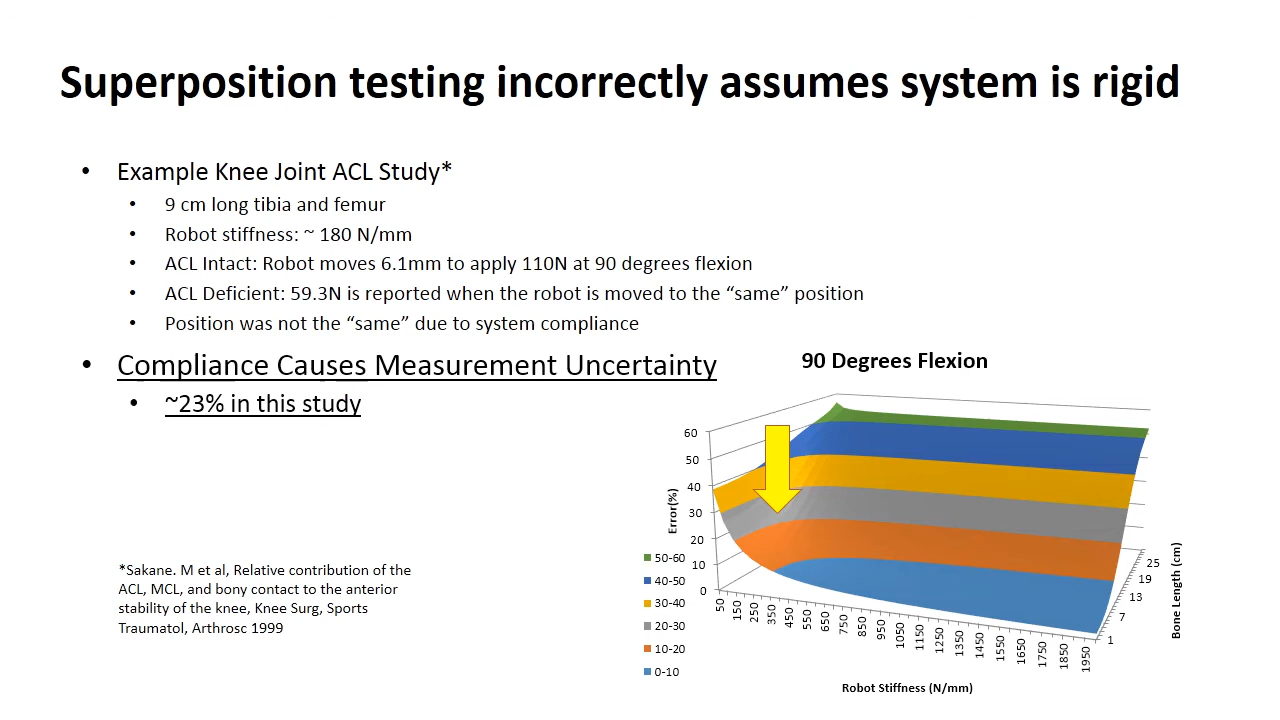 Superposition testing incorrectly assumes system is rigid
• Example Knee Joint ACL Study*
• 9 cm long tibia and femur
• Robot stiffness: ~ 180 N/mm
• ACL Intact: Robot moves 6.1mm to apply 110N at 90 degrees flexion
• ACL Deficient: 59.3N is reported when the robot is moved to the “same” position
• Position was not the “same” due to system compliance
• Compliance Causes Measurement Uncertainty
• ~23% in this study
*Sakane. M et al, Relative contribution of the
ACL, MCL, and bony contact to the anterior
stability of the knee, Knee Surg, Sports
Traumatol, Arthrosc 1999
90 Degrees Flexion
Error(%)
60
50
40
30
20
10
0
50-60
40-50
30-40
20-30
10-20
0-10
50
150
250
350
450
550
650
750
850
950
1050
1150
1250
1350
1450
1550
1650
1750
1850
1950
Robot Stiffness (N/mm)
25
19
13
7
1
Bone Length (cm)